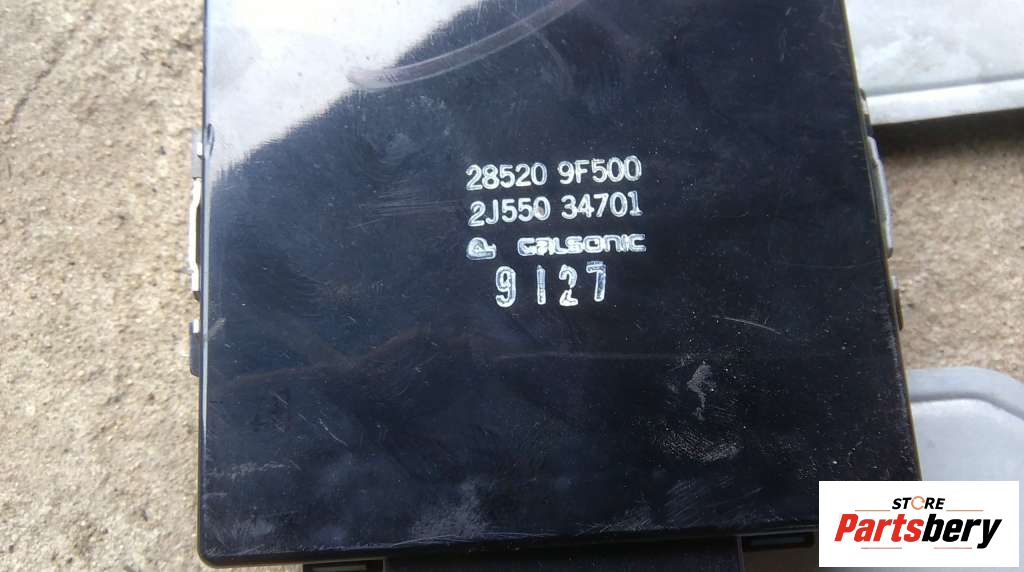 28520 9F500
2J550 34701
CALSONIC
9127
STORE
Partsbery